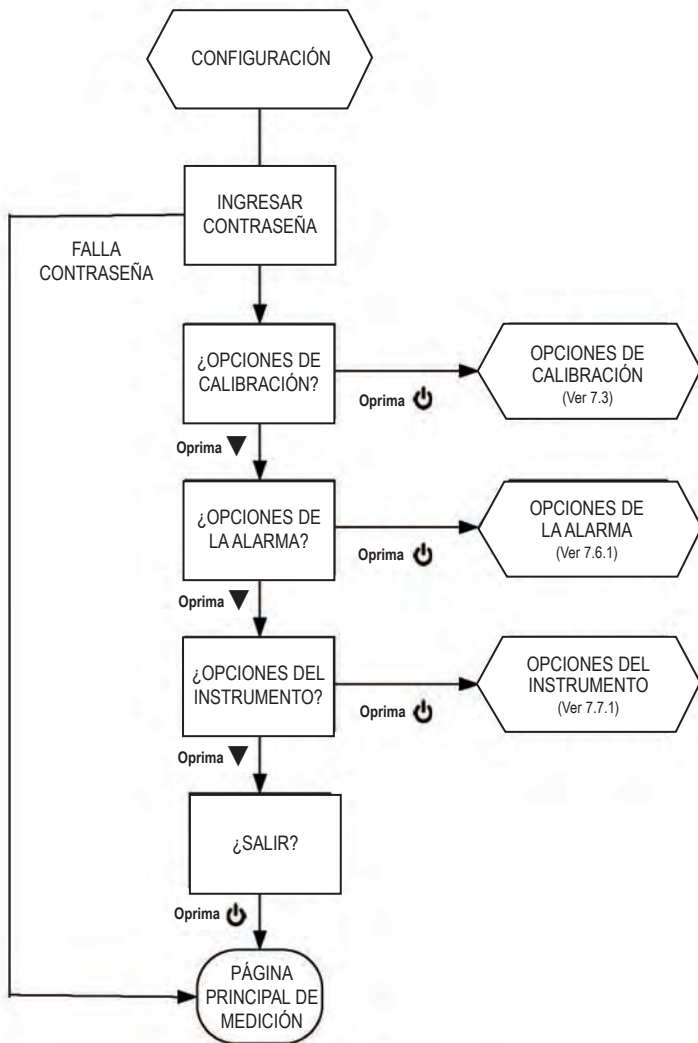 CONFIGURACIÓN
INGRESAR
CONTRASEÑA
FALLA
CONTRASEÑA
¿OPCIONES DE
CALIBRACIÓN?
Oprima
OPCIONES DE
CALIBRACIÓN
(Ver 7.3)
Oprima ▼
¿OPCIONES DE
LA ALARMA?
Oprima
OPCIONES DE
LA ALARMA
(Ver 7.6.1)
Oprima ▼
¿OPCIONES DEL
INSTRUMENTO?
Oprima
OPCIONES DEL
INSTRUMENTO
(Ver 7.7.1)
Oprima ▼
¿SALIR?
Oprima
PÁGINA
PRINCIPAL DE
MEDICIÓN